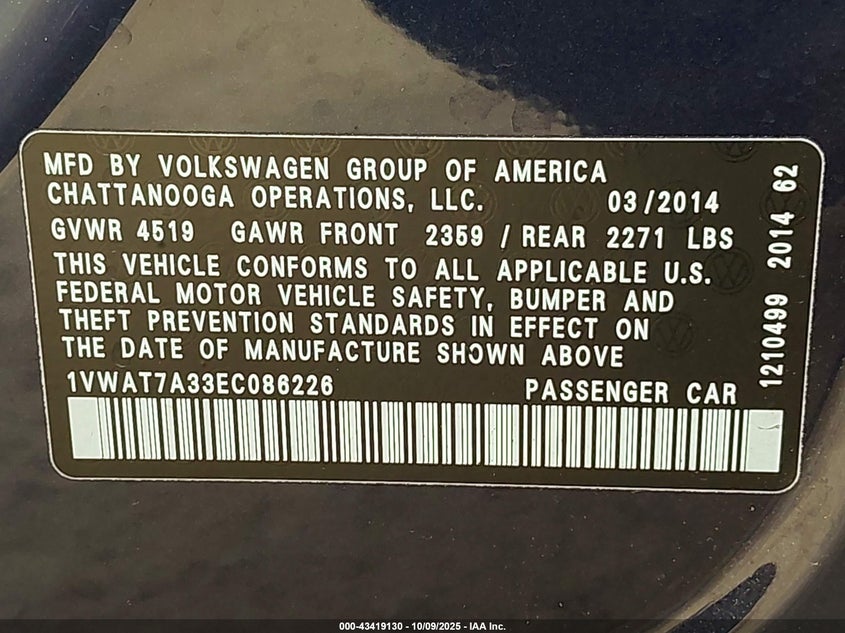 MFD BY VOLKSWAGEN GROUP OF AMERICA
CHATTANOOGA OPERATIONS, LLC. 03/2014
GVWR 4519 GAWR FRONT 2359 / REAR 2271 LBS
THIS VEHICLE CONFORMS TO ALL APPLICABLE U.S.
FEDERAL MOTOR VEHICLE SAFETY, BUMPER AND
THEFT PREVENTION STANDARDS IN EFFECT ON
THE DATE OF MANUFACTURE SHOWN ABOVE
1VWAT7A33EC086226 PASSENGER CAR
1210499 2014 62
000-43419130 - 10/09/2025 - IAA Inc.